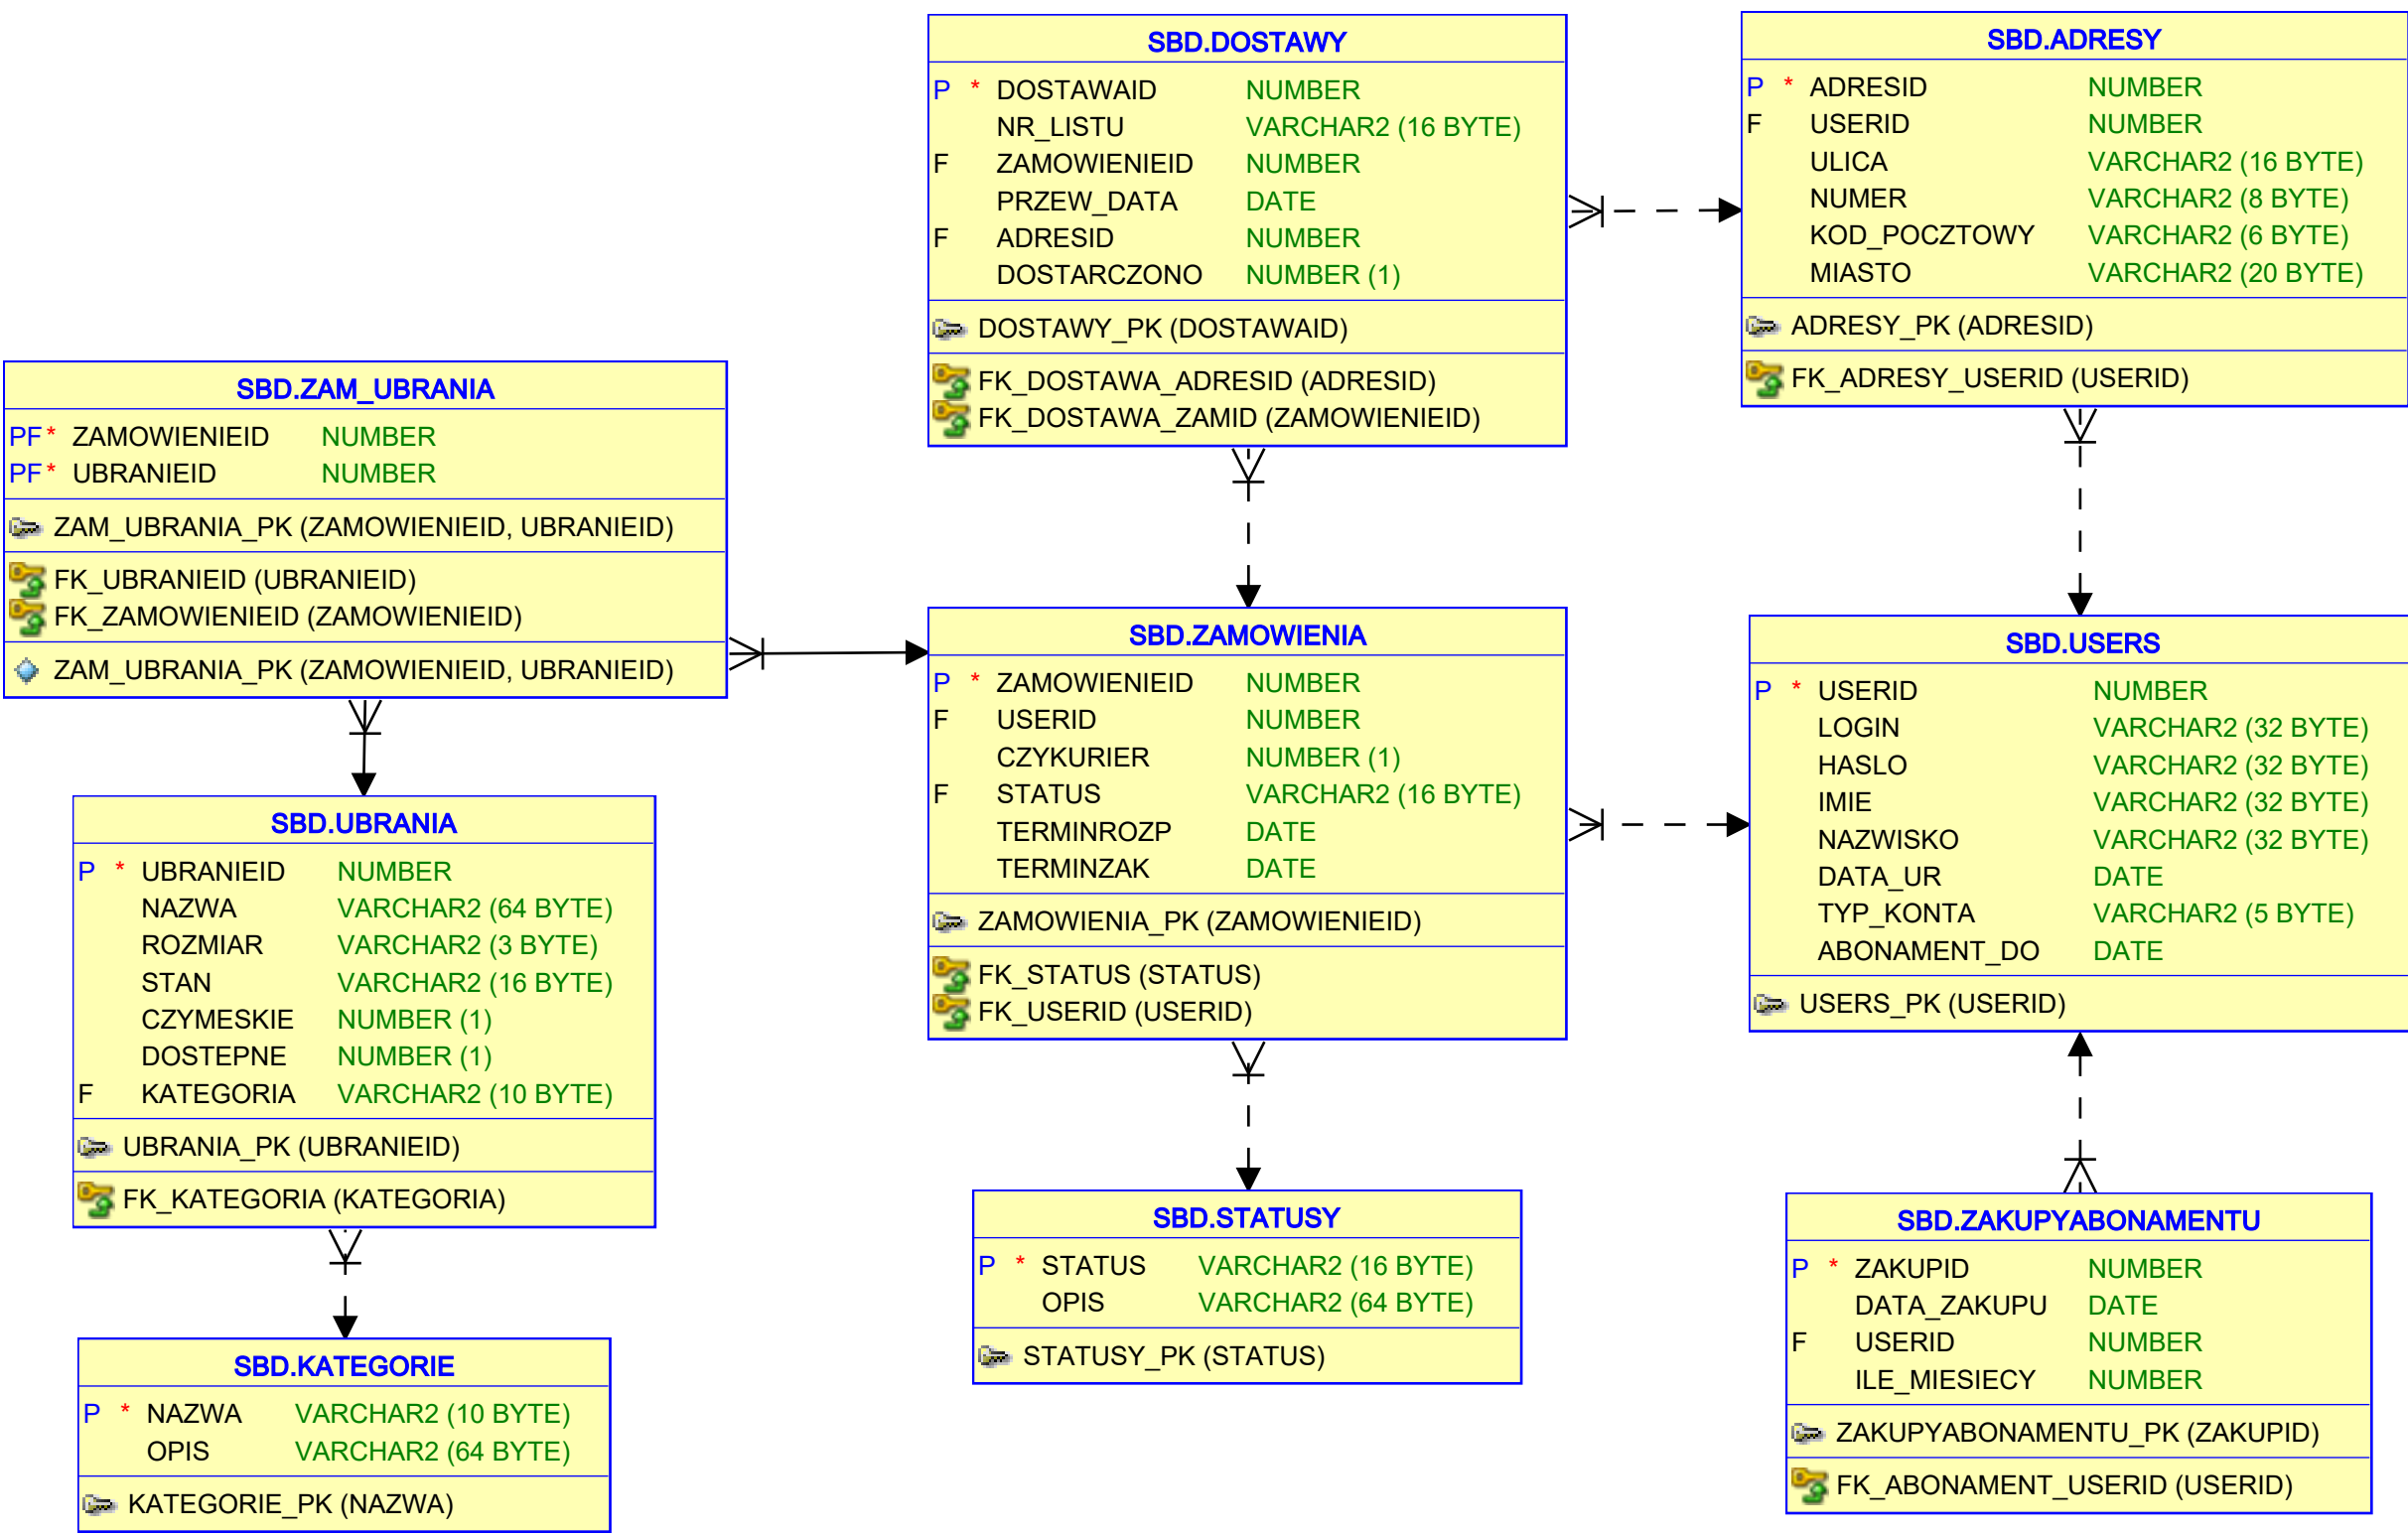 SBD.DOSTAWY
P * DOSTAWAID NUMBER
NR_LISTU VARCHAR2 (16 BYTE)
F ZAMOWIENIEID NUMBER
PRZEW_DATA DATE
F ADRESID NUMBER
DOSTARCZONO NUMBER (1)
DOSTAWY_PK (DOSTAWAID)
FK_DOSTAWA_ADRESID (ADRESID)
FK_DOSTAWA_ZAMID (ZAMOWIENIEID)
SBD.ADRESY
P * ADRESID NUMBER
F USERID NUMBER
ULICA VARCHAR2 (16 BYTE)
NUMER VARCHAR2 (8 BYTE)
KOD_POCZTOWY VARCHAR2 (6 BYTE)
MIASTO VARCHAR2 (20 BYTE)
ADRESY_PK (ADRESID)
FK_ADRESY_USERID (USERID)
SBD.ZAM_UBRANIA
PF * ZAMOWIENIEID NUMBER
PF * UBRANIEID NUMBER
ZAM_UBRANIA_PK (ZAMOWIENIEID, UBRANIEID)
FK_UBRANIEID (UBRANIEID)
FK_ZAMOWIENIEID (ZAMOWIENIEID)
ZAM_UBRANIA_PK (ZAMOWIENIEID, UBRANIEID)
SBD.ZAMOWIENIA
P * ZAMOWIENIEID NUMBER
F USERID NUMBER
CZYKURIER NUMBER (1)
F STATUS VARCHAR2 (16 BYTE)
TERMINROZP DATE
TERMINZAK DATE
ZAMOWIENIA_PK (ZAMOWIENIEID)
FK_STATUS (STATUS)
FK_USERID (USERID)
SBD.USERS
P * USERID NUMBER
LOGIN VARCHAR2 (32 BYTE)
HASLO VARCHAR2 (32 BYTE)
IMIE VARCHAR2 (32 BYTE)
NAZWISKO VARCHAR2 (32 BYTE)
DATA_UR DATE
TYP_KONTA VARCHAR2 (5 BYTE)
ABONAMENT_DO DATE
USERS_PK (USERID)
SBD.UBRANIA
P * UBRANIEID NUMBER
NAZWA VARCHAR2 (64 BYTE)
ROZMIAR VARCHAR2 (3 BYTE)
STAN VARCHAR2 (16 BYTE)
CZYMESKIE NUMBER (1)
DOSTEPNE NUMBER (1)
F KATEGORIA VARCHAR2 (10 BYTE)
UBRANIA_PK (UBRANIEID)
FK_KATEGORIA (KATEGORIA)
SBD.STATUSY
P * STATUS VARCHAR2 (16 BYTE)
OPIS VARCHAR2 (64 BYTE)
STATUSY_PK (STATUS)
SBD.ZAKUPYABONAMENTU
P * ZAKUPID NUMBER
DATA_ZAKUPU DATE
F USERID NUMBER
ILE_MIESIECY NUMBER
ZAKUPYABONAMENTU_PK (ZAKUPID)
FK_ABONAMENT_USERID (USERID)
SBD.KATEGORIE
P * NAZWA VARCHAR2 (10 BYTE)
OPIS VARCHAR2 (64 BYTE)
KATEGORIE_PK (NAZWA)